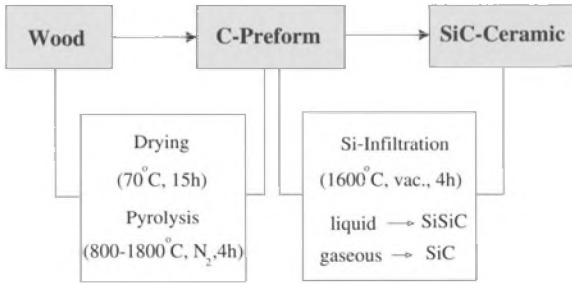 Wood
C-Preform
SiC-Ceramic
Drying
(70°C, 15h)
Pyrolysis
(800-1800°C, N₂,4h)
Si-Infiltration
(1600°C, vac., 4h)
liquid → SiSiC
gaseous → SiC